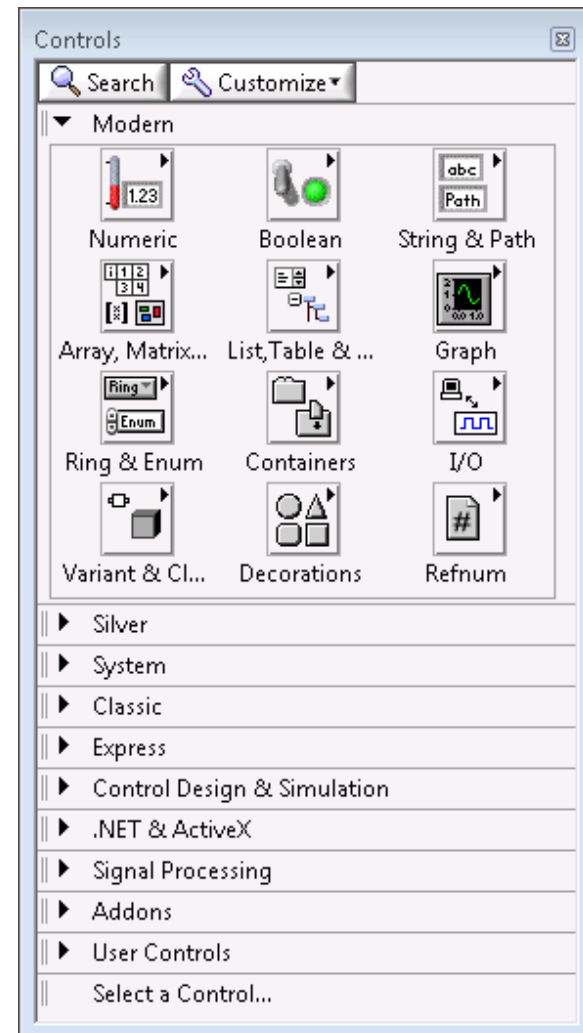 Controls
Search Customize
Modern
1.23 abc
Path
Numeric Boolean String & Path
Array, Matrix... List,Table & ... Graph
Ring
Enum
Ring & Enum Containers I/O
#
Variant & Cl... Decorations Refnum
Silver
System
Classic
Express
Control Design & Simulation
.NET & ActiveX
Signal Processing
Addons
User Controls
Select a Control...